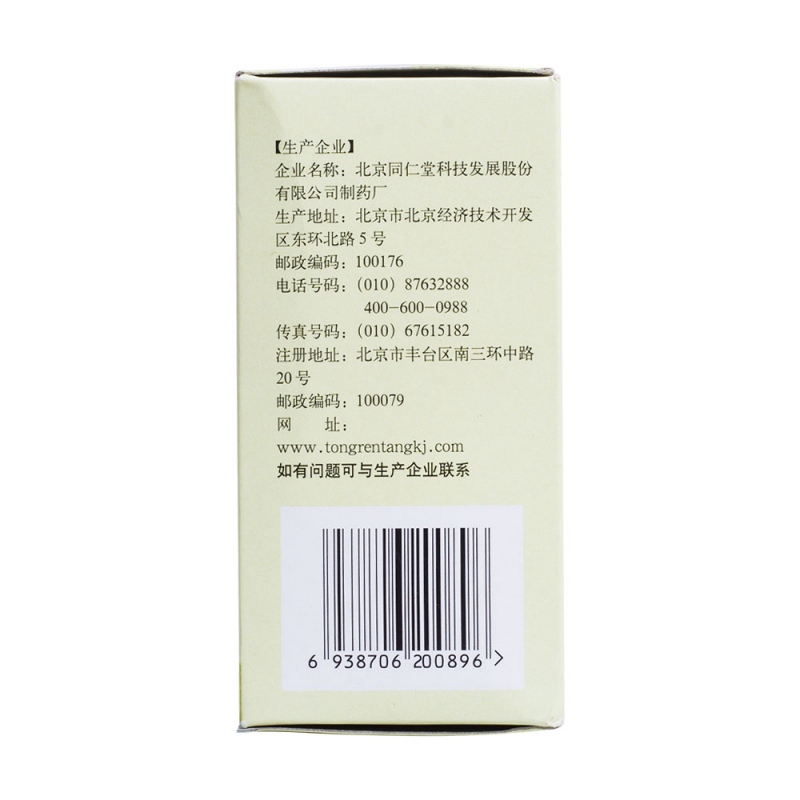 【生产企业】
企业名称：北京同仁堂科技发展股份
有限公司制药厂
生产地址：北京市北京经济技术开发
区东环北路5号
邮政编码：100176
电话号码：(010) 87632888
400-600-0988
传真号码：(010) 67615182
注册地址：北京市丰台区南三环中路
20号
邮政编码：100079
网　　址：
www.tongrentangkj.com
如有问题可与生产企业联系
6 938706 200896 >